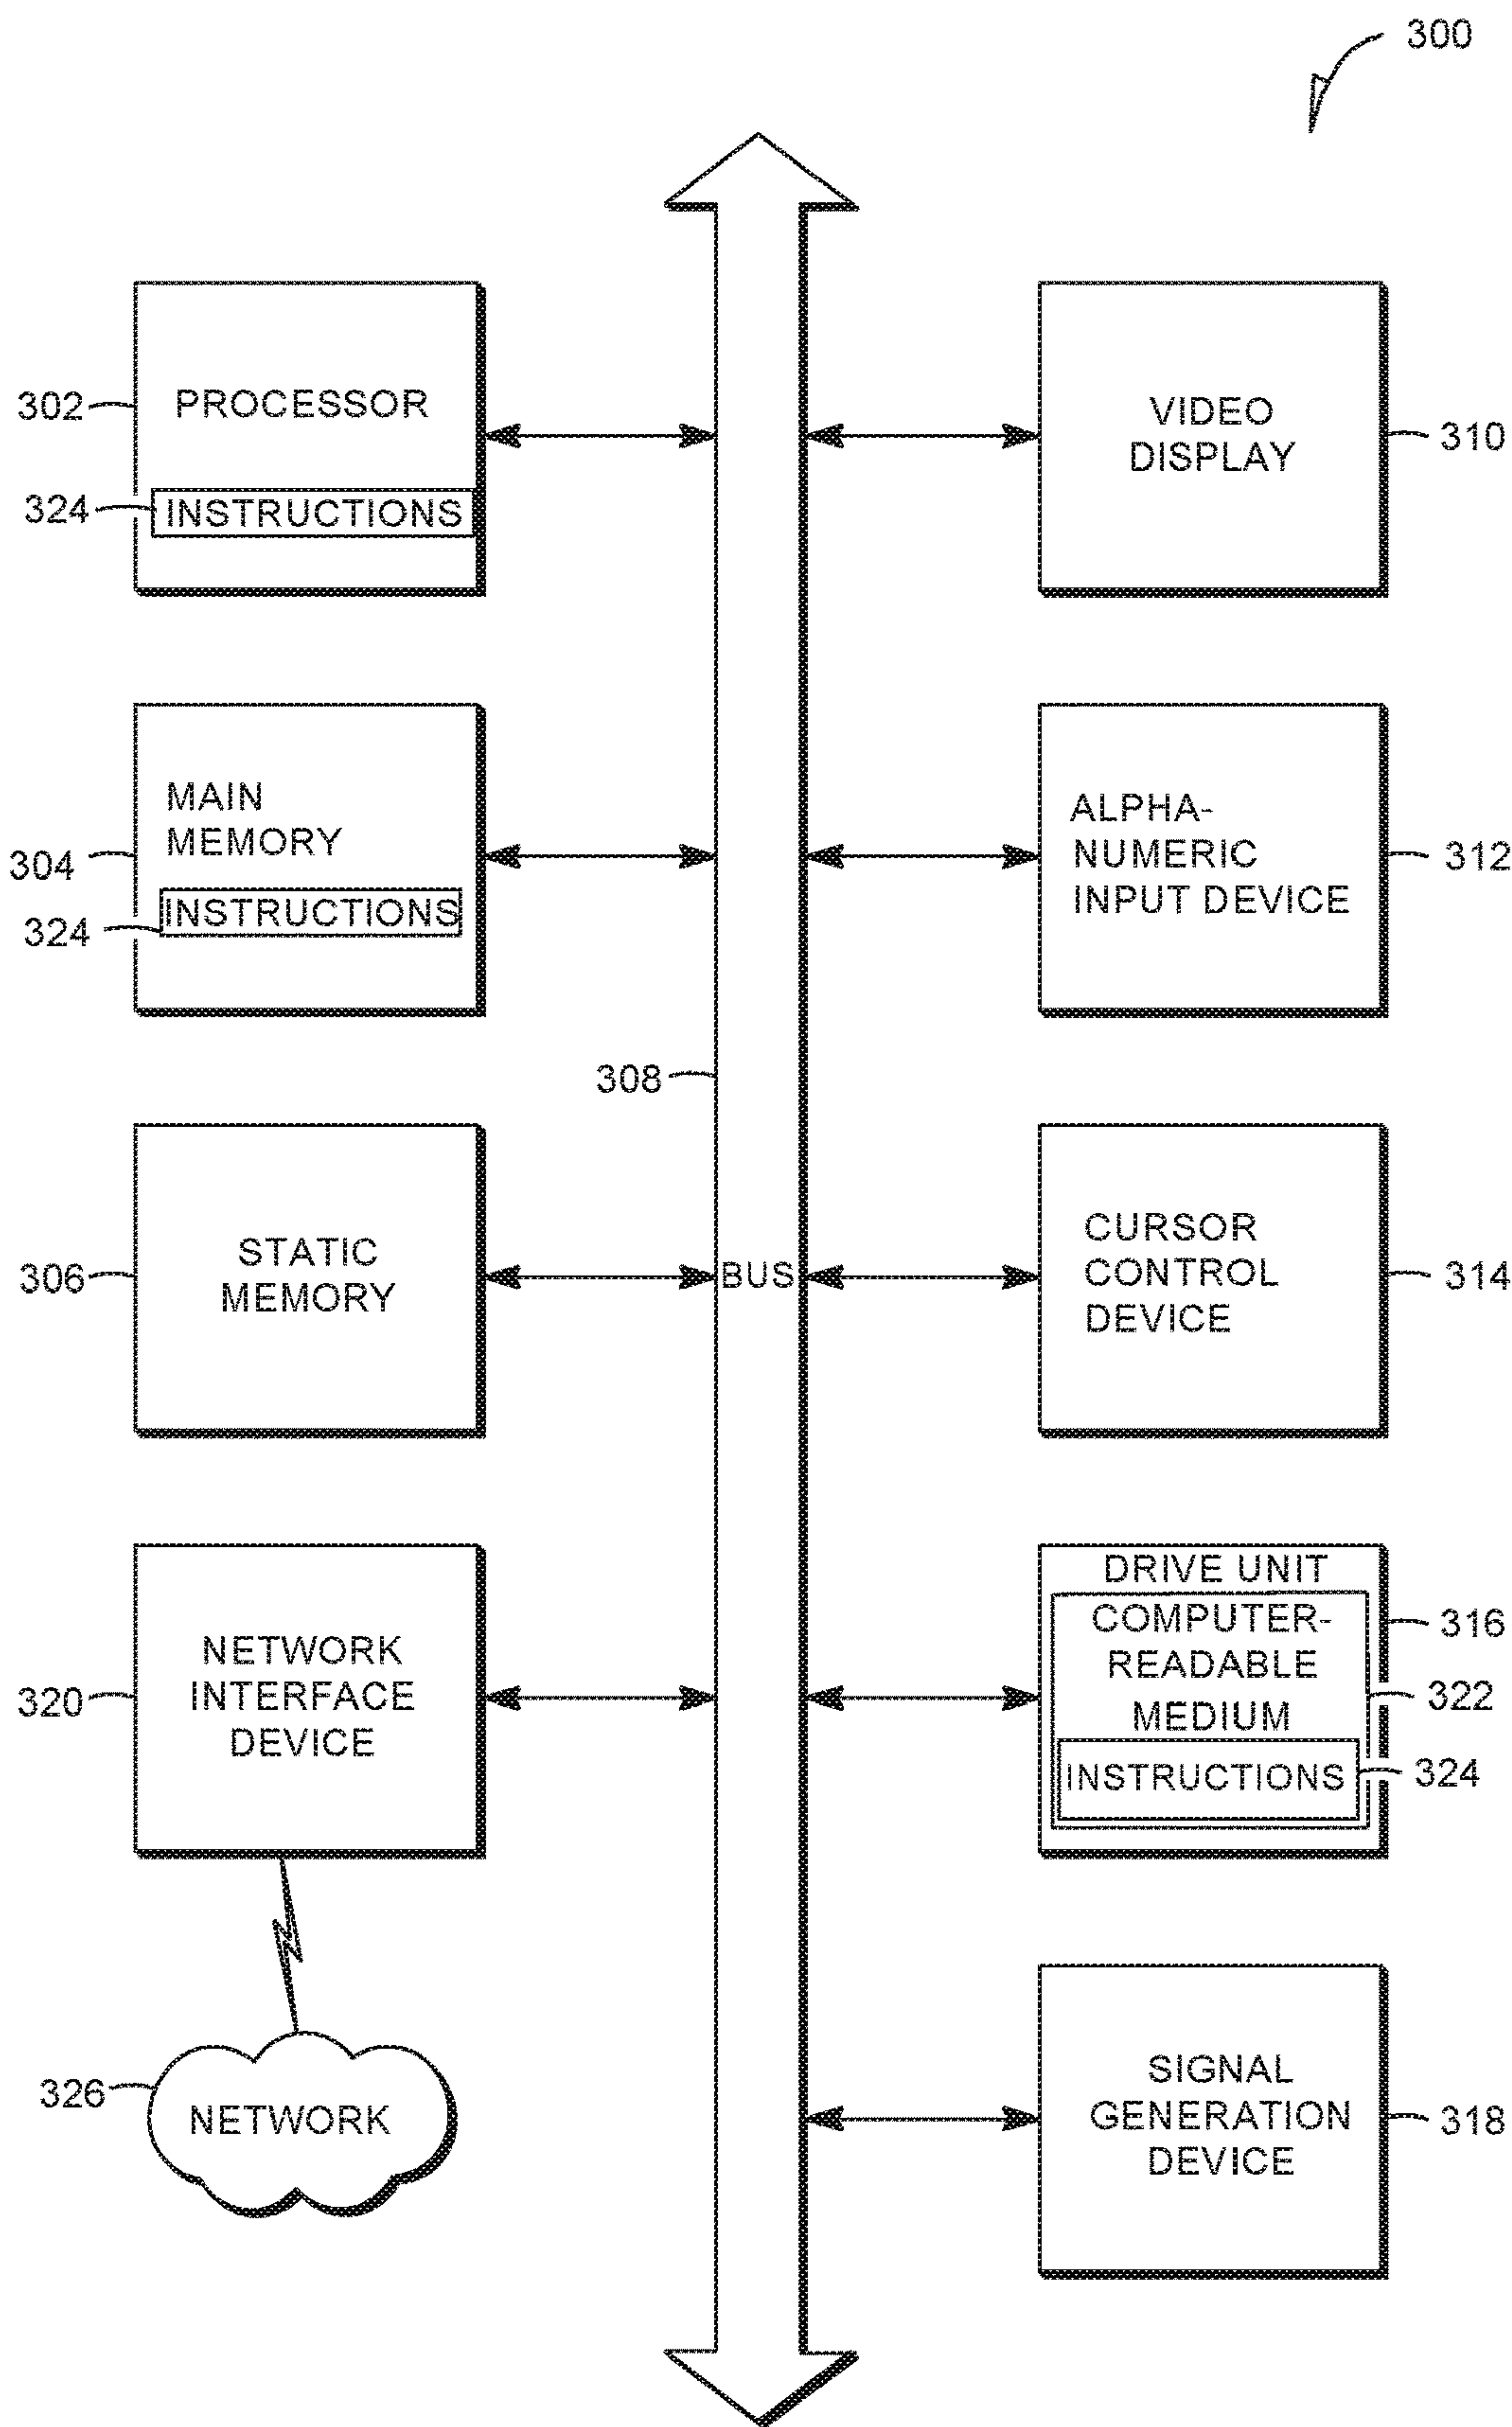 300
302
PROCESSOR
324
INSTRUCTIONS
VIDEO
DISPLAY
310
304
MAIN
MEMORY
324
INSTRUCTIONS
ALPHA-
NUMERIC
INPUT DEVICE
312
308
306
STATIC
MEMORY
BUS
CURSOR
CONTROL
DEVICE
314
320
NETWORK
INTERFACE
DEVICE
DRIVE UNIT
316
COMPUTER-
READABLE
MEDIUM
322
INSTRUCTIONS
324
326
NETWORK
SIGNAL
GENERATION
DEVICE
318